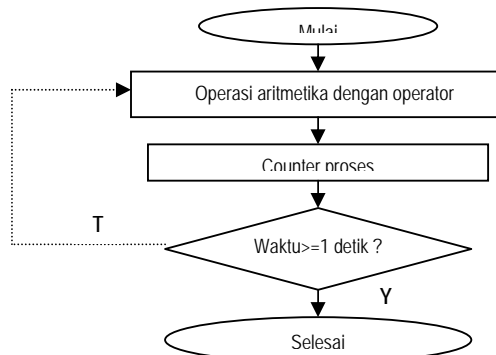 Mulai
Operasi aritmetika dengan operator
Counter proses
T
Waktu>=1 detik ?
Y
Selesai